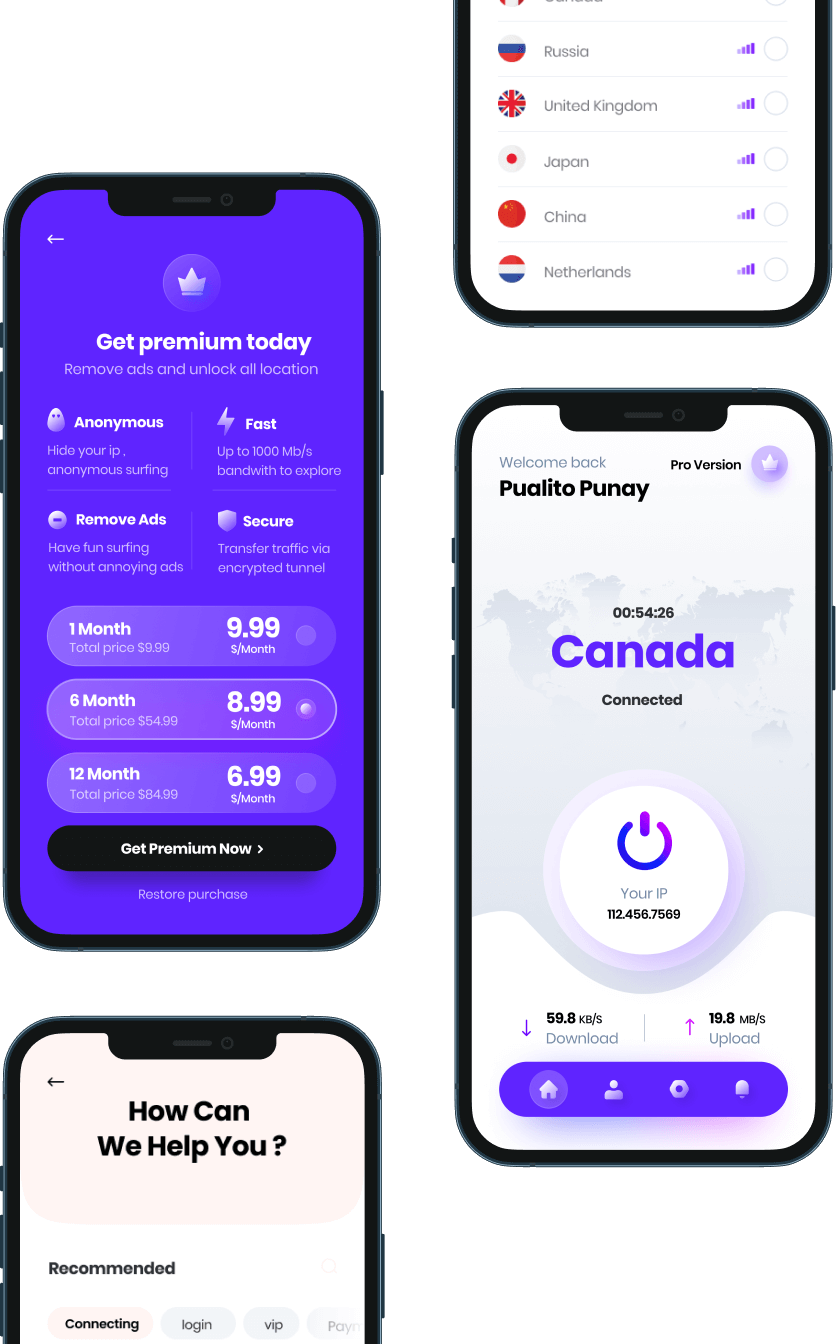 Canada
Russia
United Kingdom
Japan
China
Netherlands
Get premium today
Remove ads and unlock all location
Anonymous
Hide your ip ,
anonymous surfing
Fast
Up to 1000 Mb/s
bandwith to explore
Remove Ads
Have fun surfing
without annoying ads
Secure
Transfer traffic via
encrypted tunnel
1 Month
Total price $9.99
9.99
$/Month
6 Month
Total price $54.99
8.99
$/Month
12 Month
Total price $84.99
6.99
$/Month
Get Premium Now >
Restore purchase
Welcome back
Pualito Punay
Pro Version
00:54:26
Canada
Connected
Your IP
112.456.7569
59.8 KB/S
Download
19.8 MB/S
Upload
How Can
We Help You ?
Recommended
Connecting
login
vip